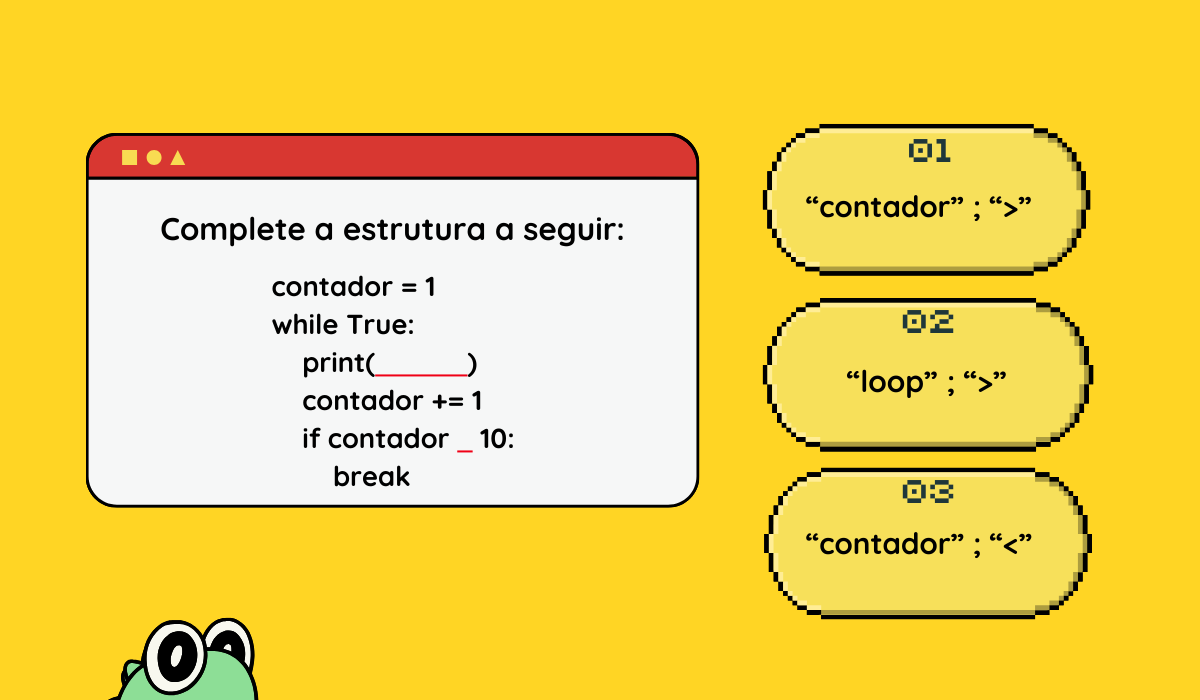 Complete a estrutura a seguir:
contador = 1
while True:
print(______)
contador += 1
if contador _ 10:
break
01
“contador” ; “>”
02
“loop” ; “>”
03
“contador” ; “<”